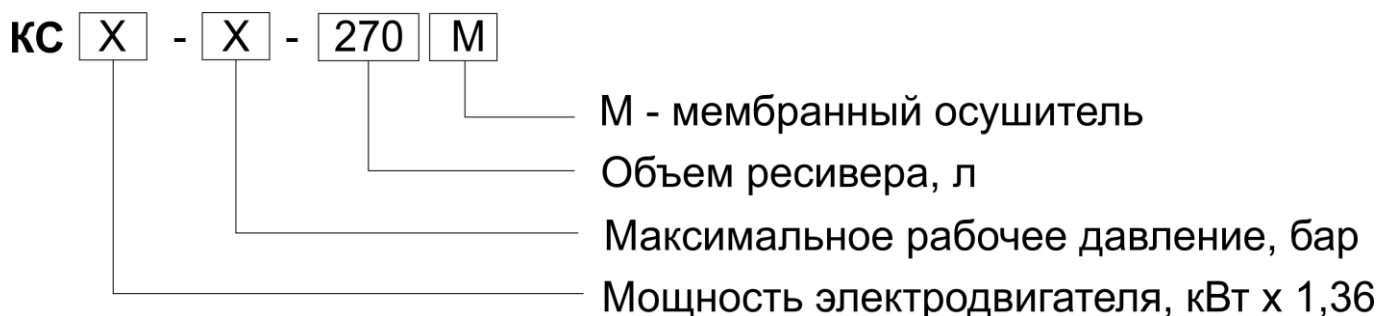 КС X - X - 270 М
М - мембранный осушитель
Объем ресивера, л
Максимальное рабочее давление, бар
Мощность электродвигателя, кВт х 1,36